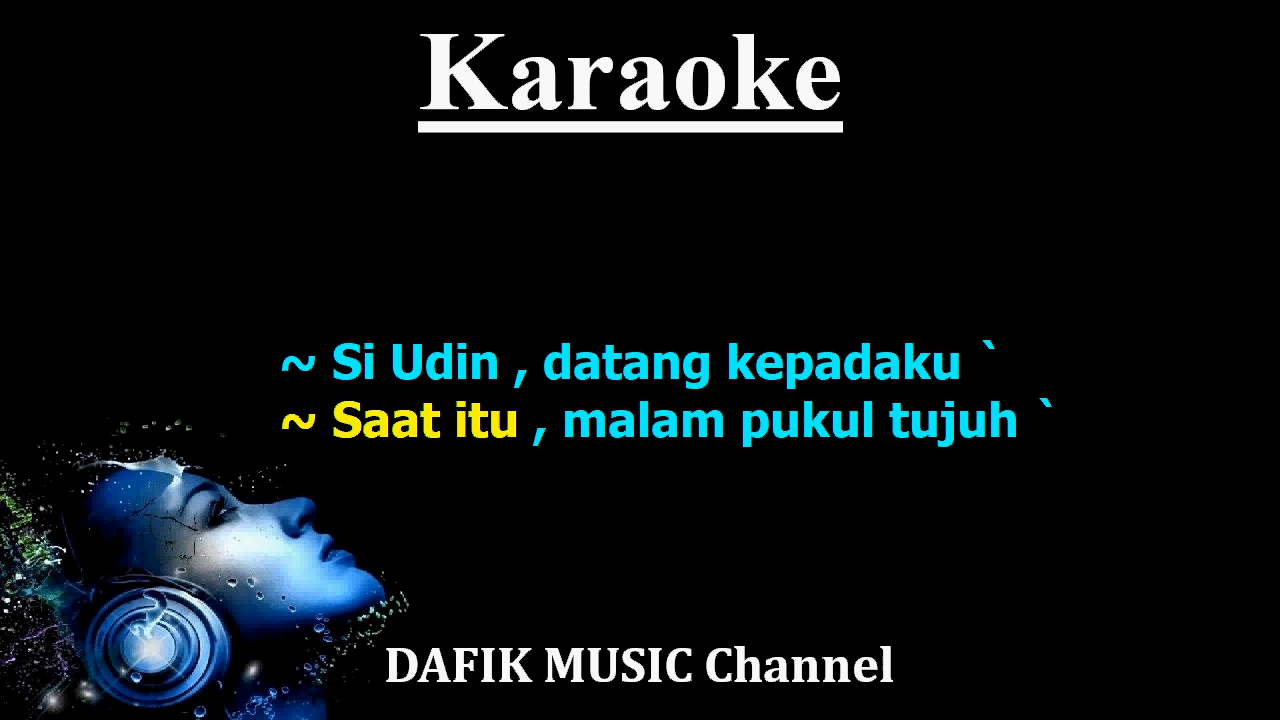 Karaoke
~ Si Udin , datang kepadaku `
~ Saat itu , malam pukul tujuh `
DAFIK MUSIC Channel